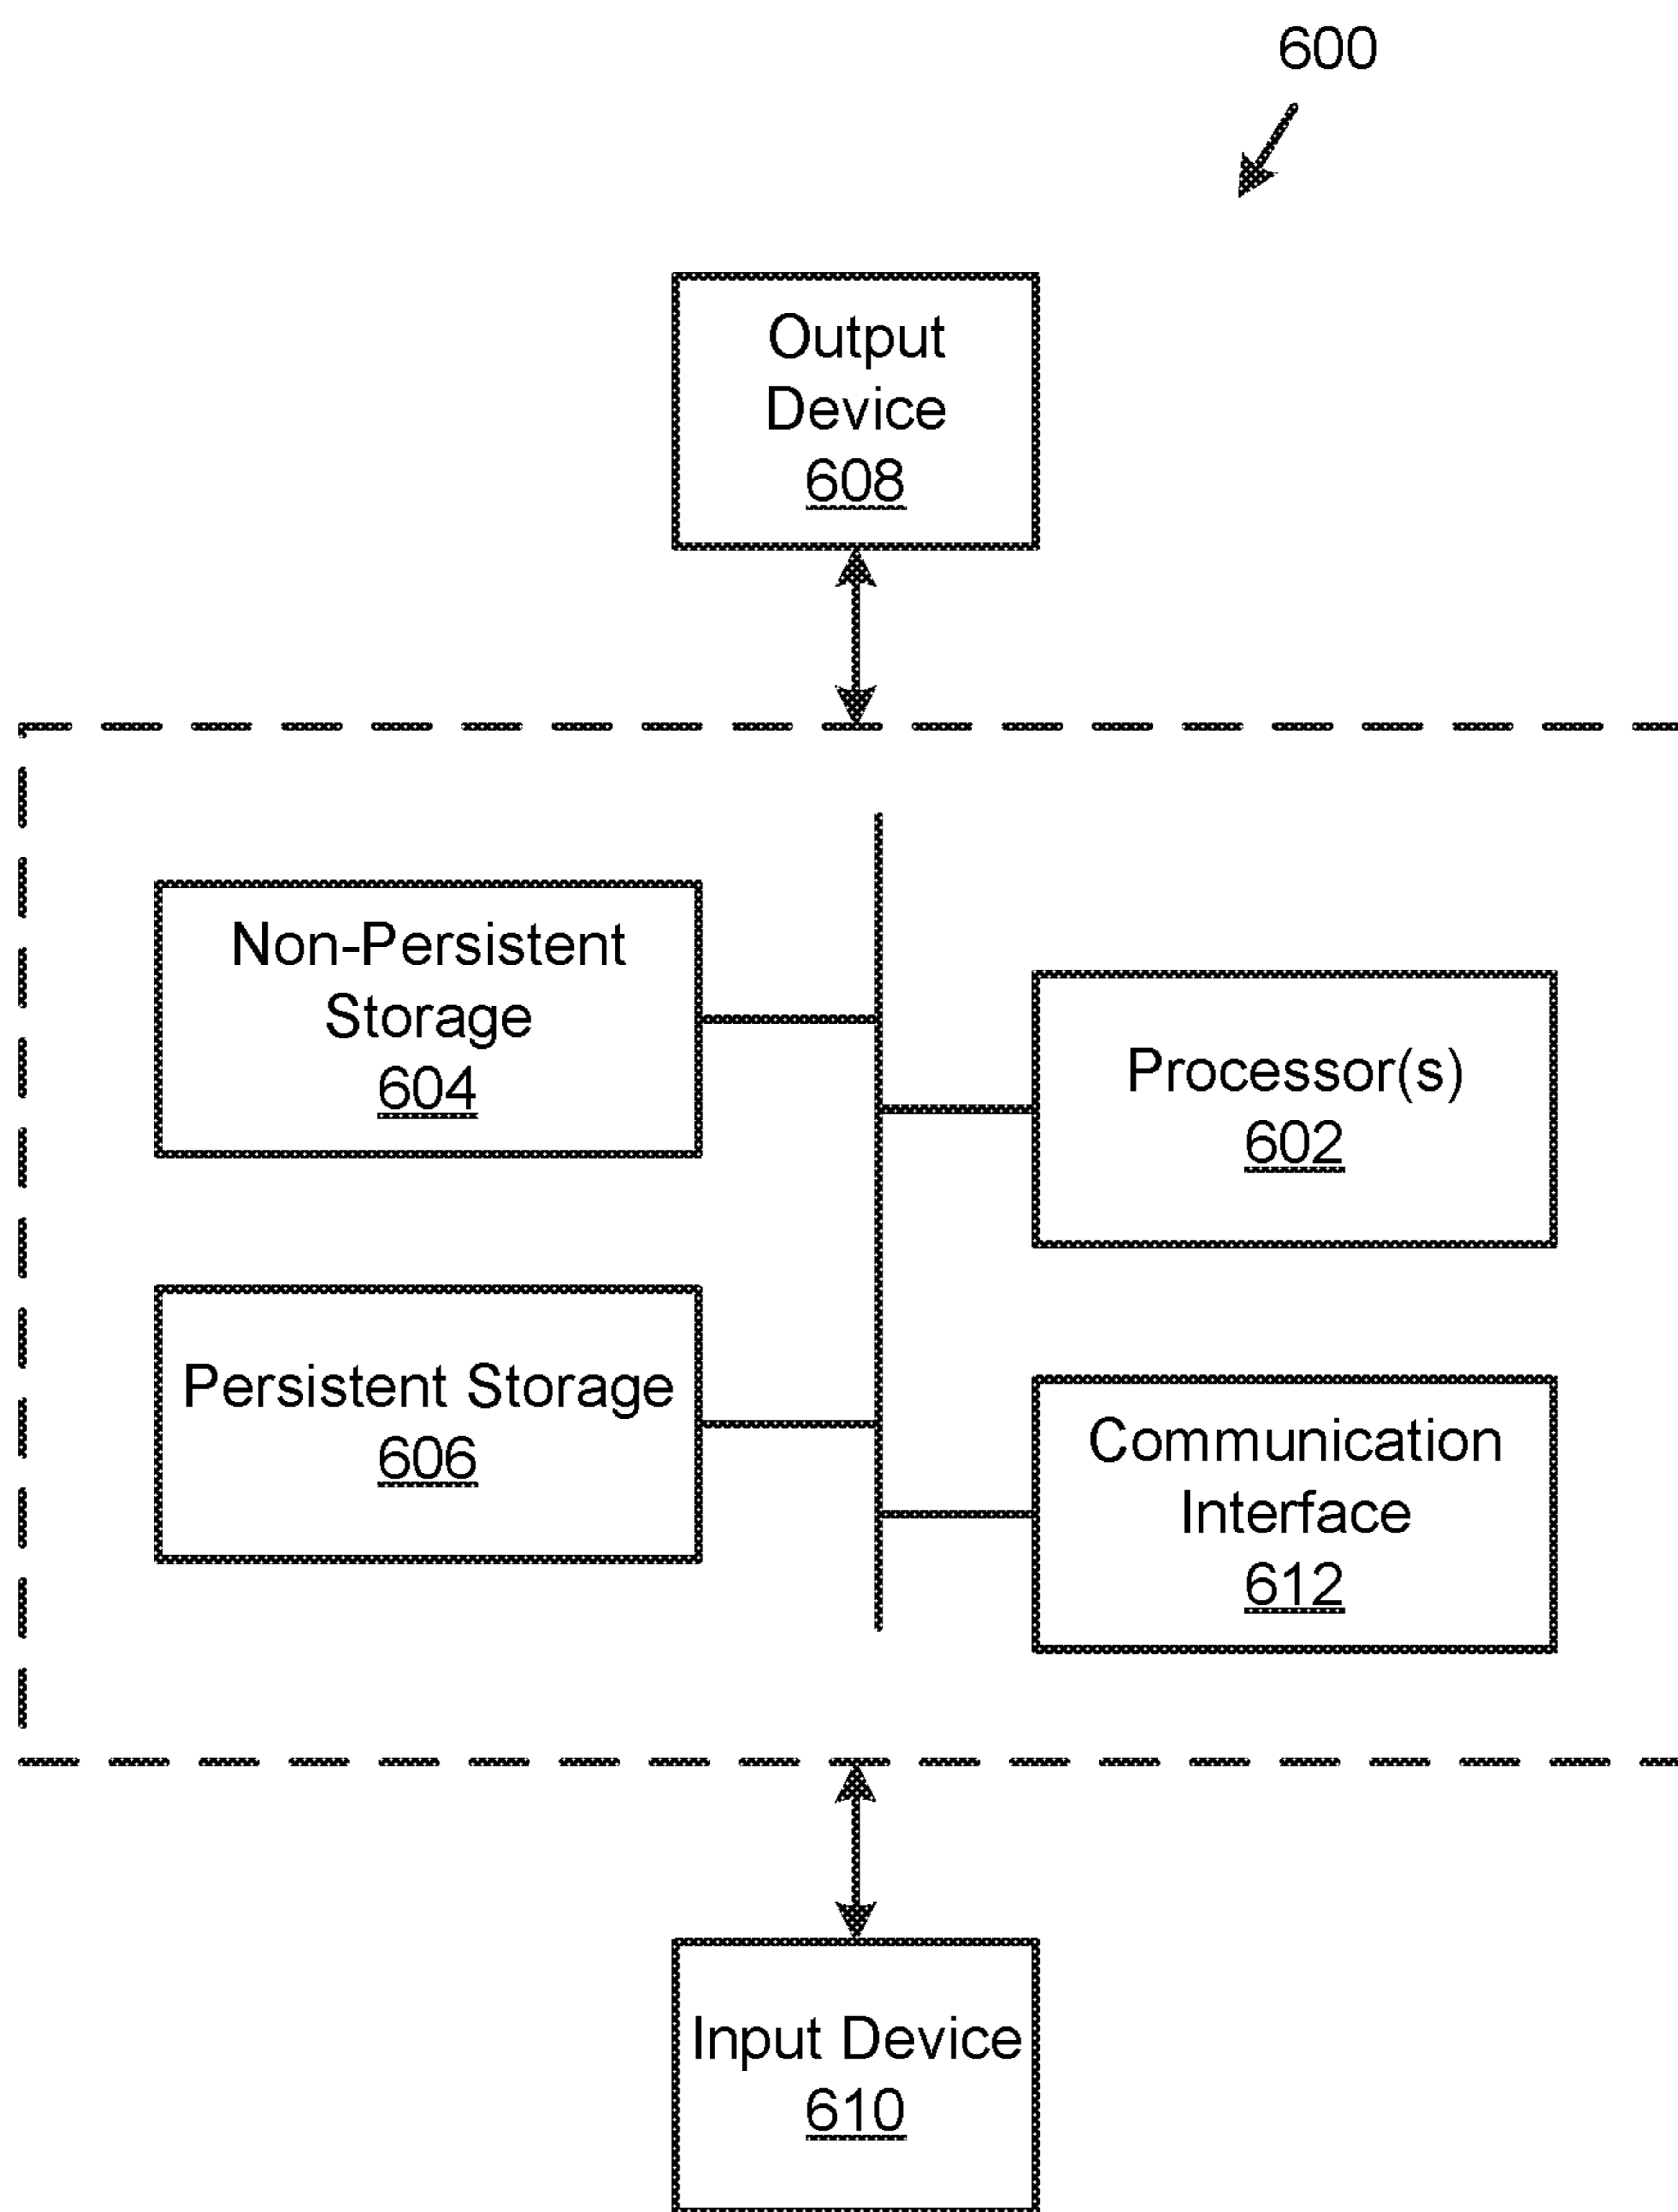 600
Output
Device
608
Non-Persistent
Storage
604
Processor(s)
602
Persistent Storage
606
Communication
Interface
612
Input Device
610